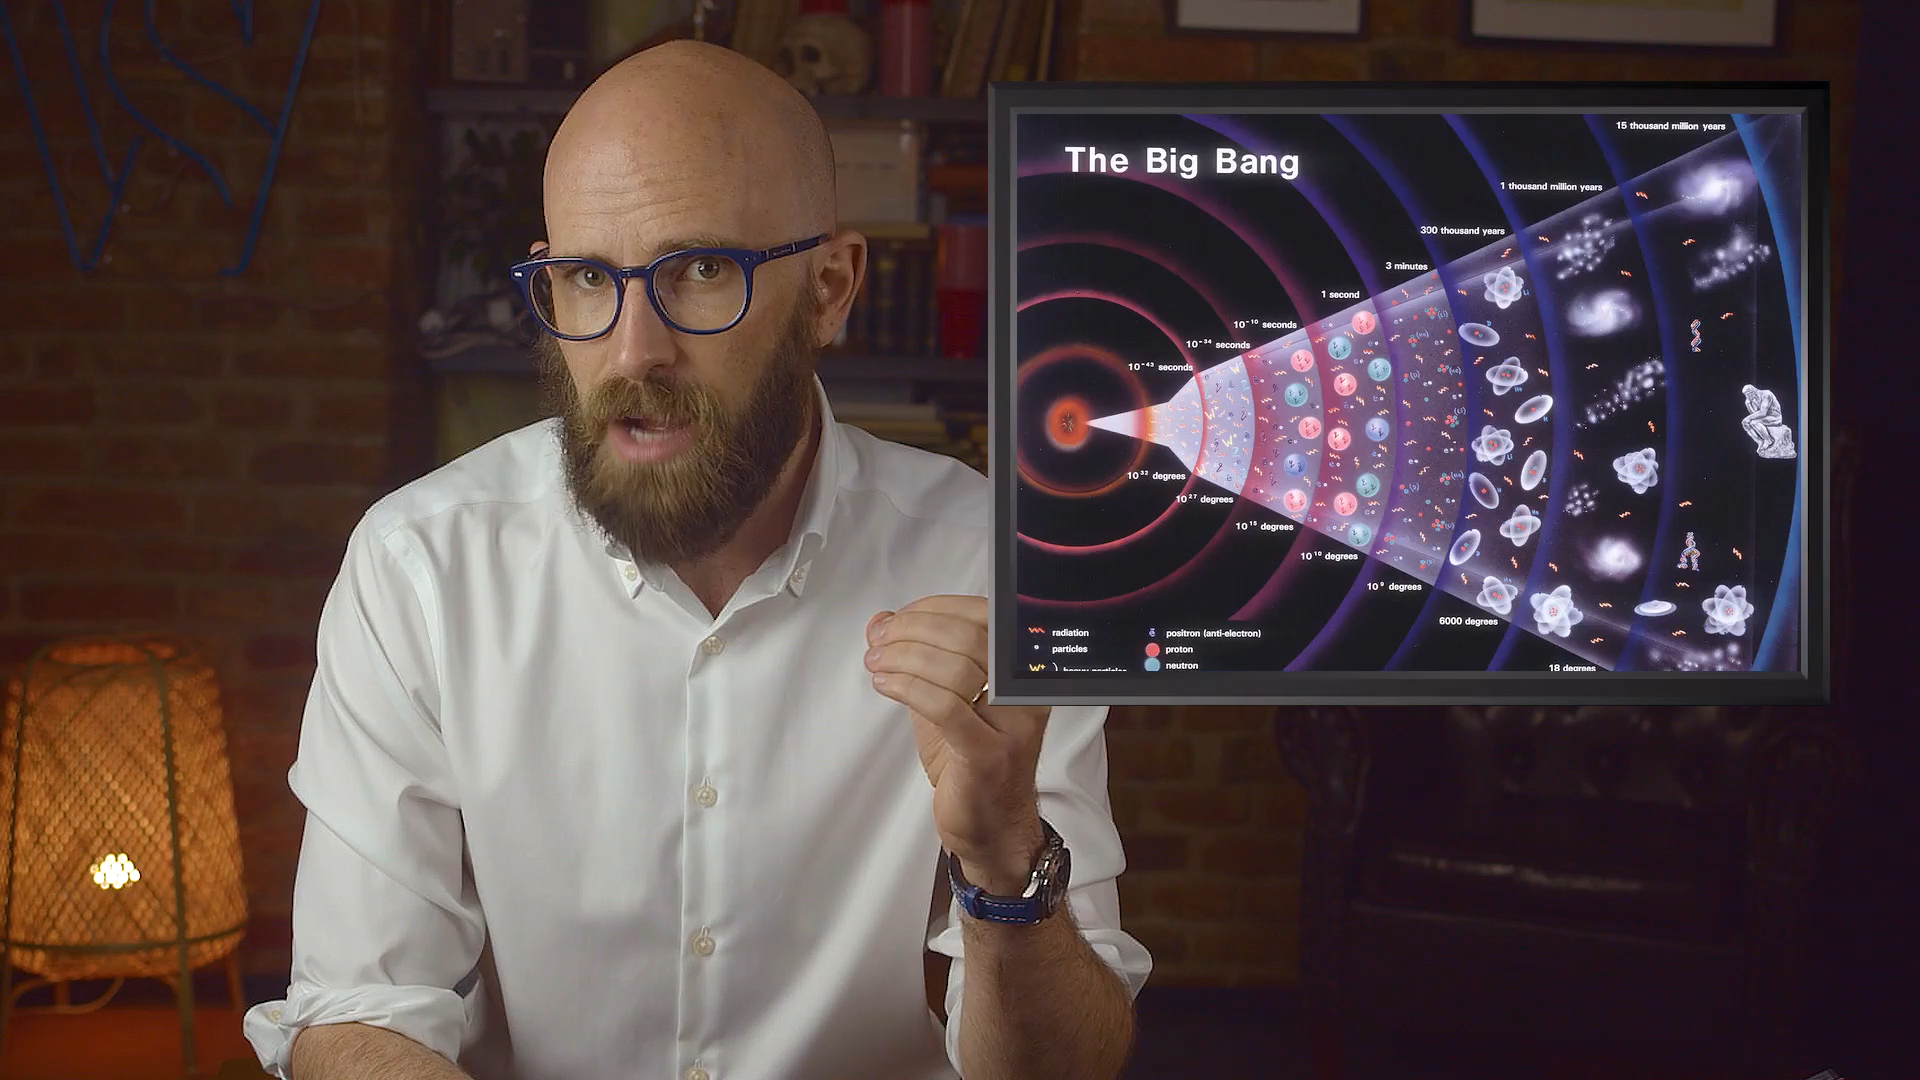 The Big Bang
15 thousand million years
1 thousand million years
300 thousand years
3 minutes
1 second
10⁻¹⁰ seconds
10⁻³⁴ seconds
10⁻⁴³ seconds
10³² degrees
10²⁷ degrees
10¹⁵ degrees
10¹⁰ degrees
10⁹ degrees
6000 degrees
18 degrees
radiation
particles
W⁺
heavy particles
positron (anti-electron)
proton
neutron